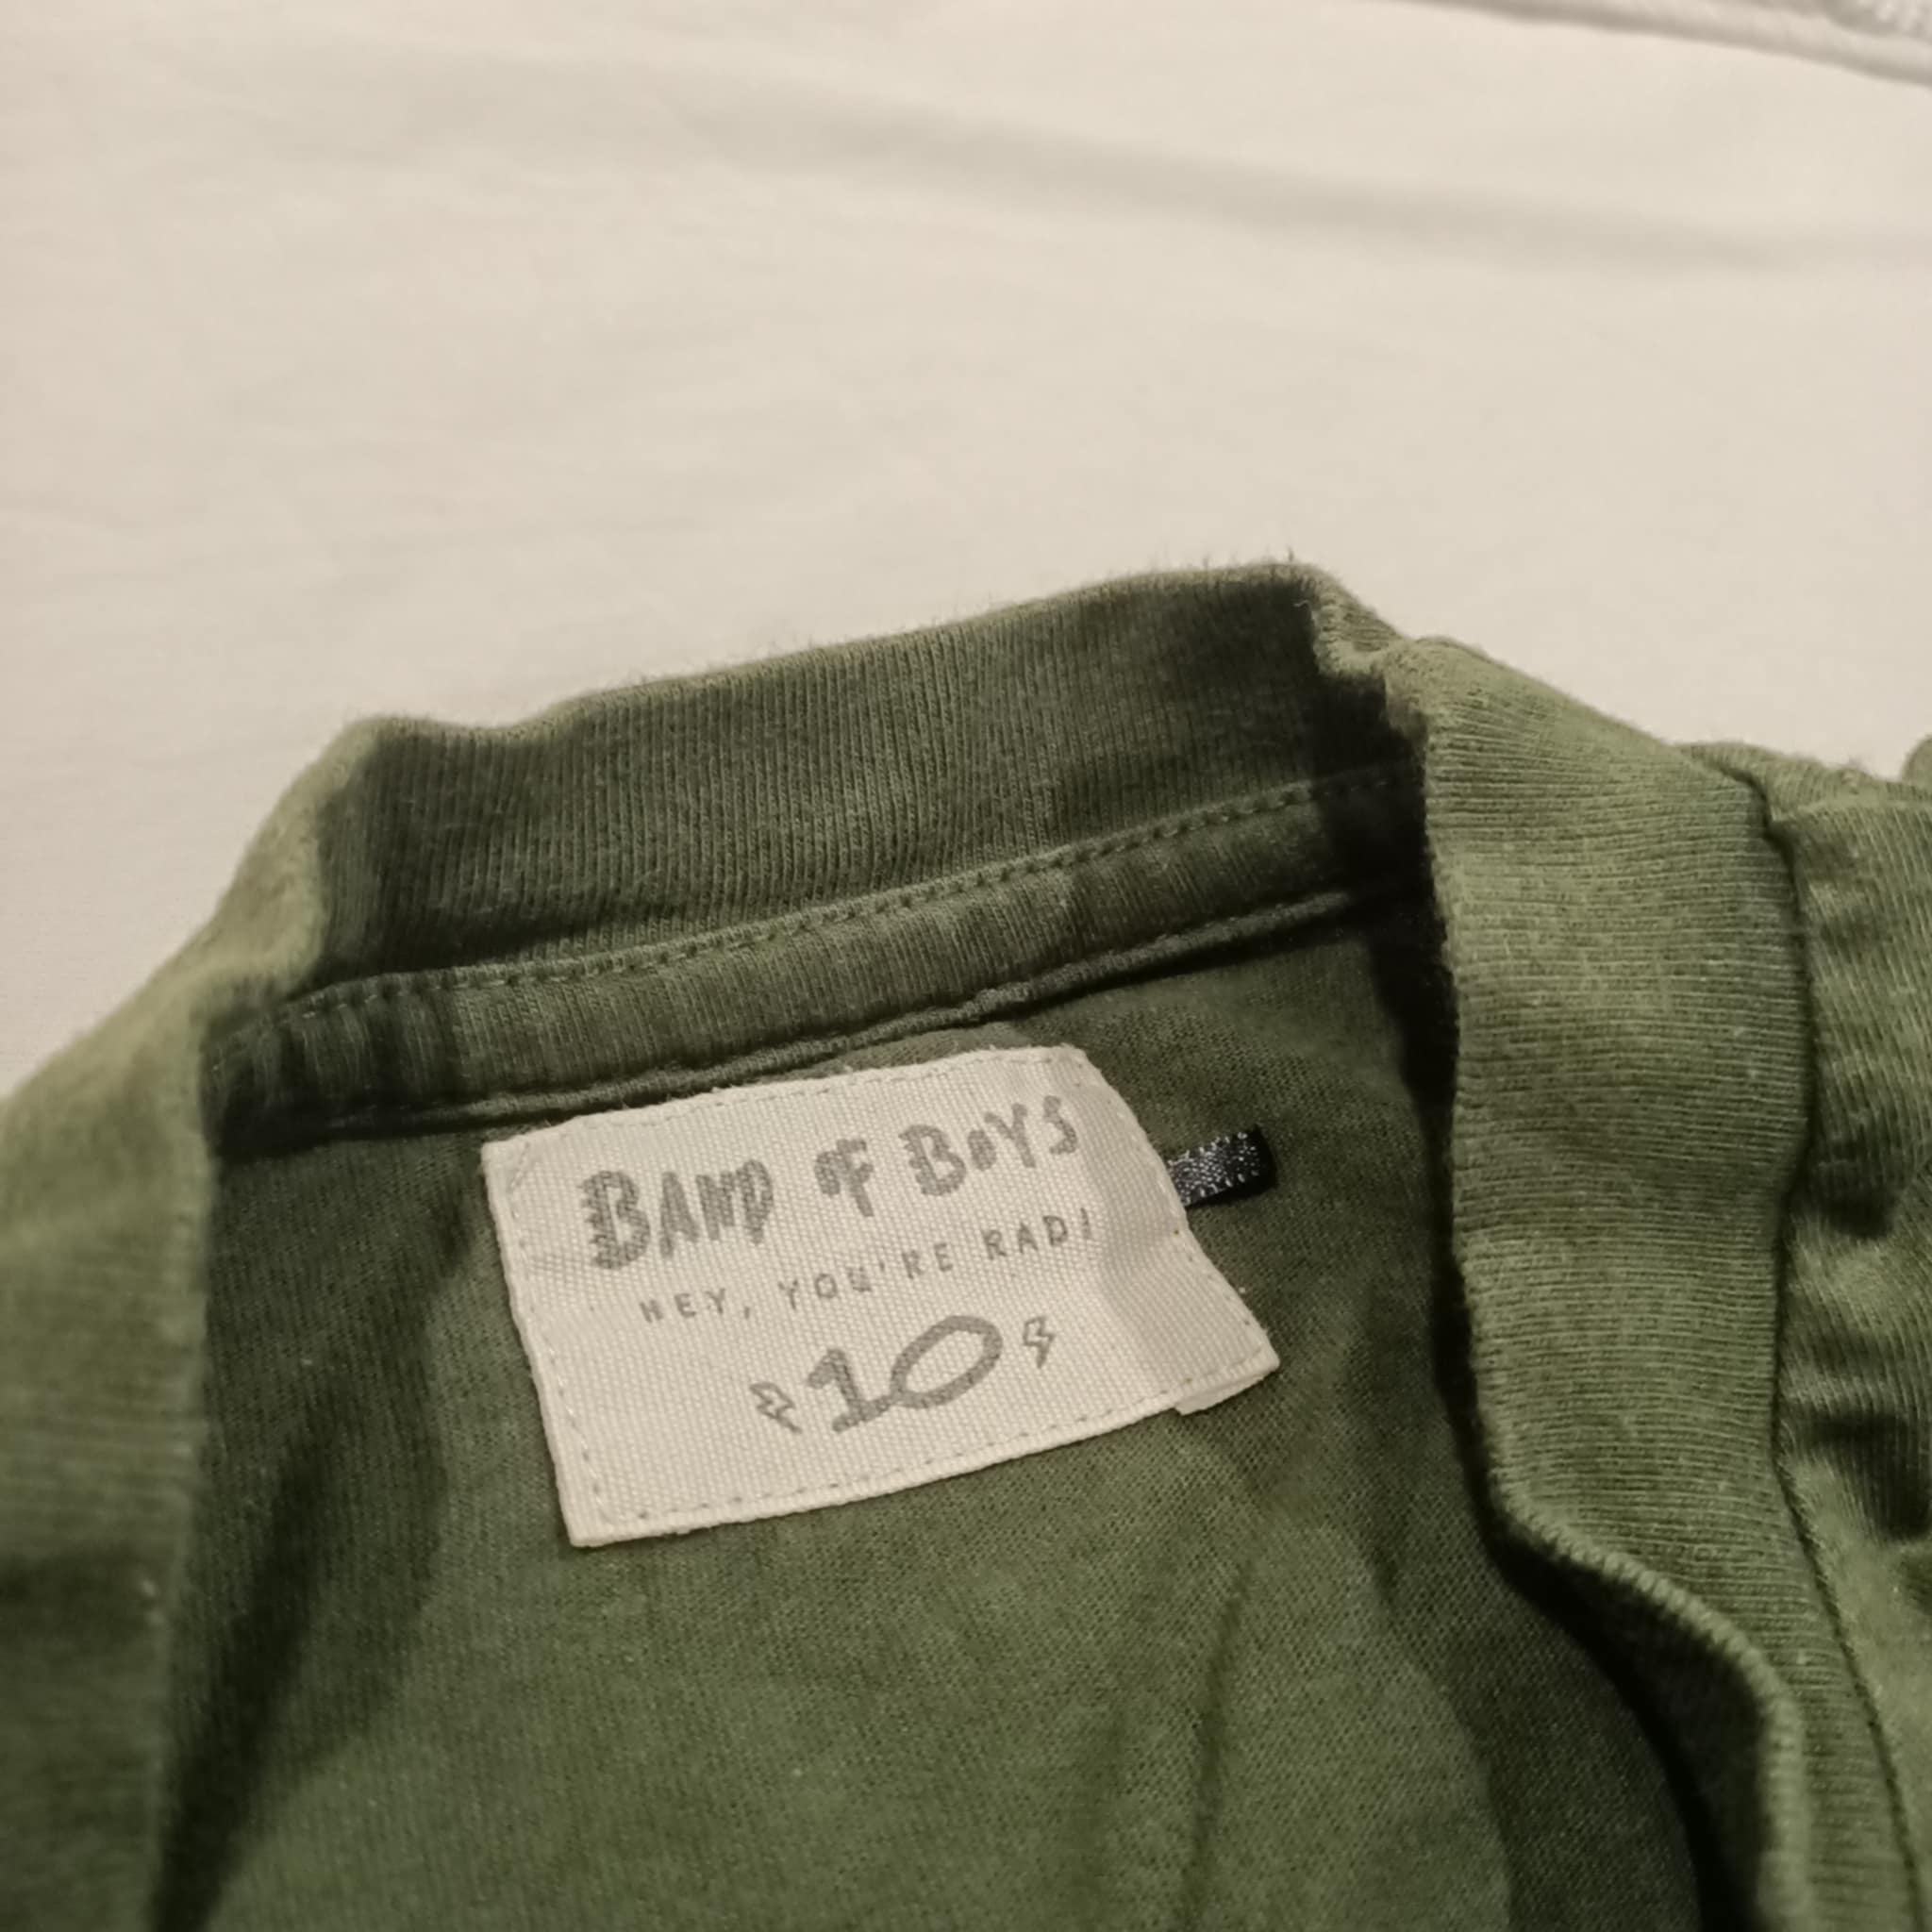 BAND OF BOYS
HEY, YOU'RE RAD!
10